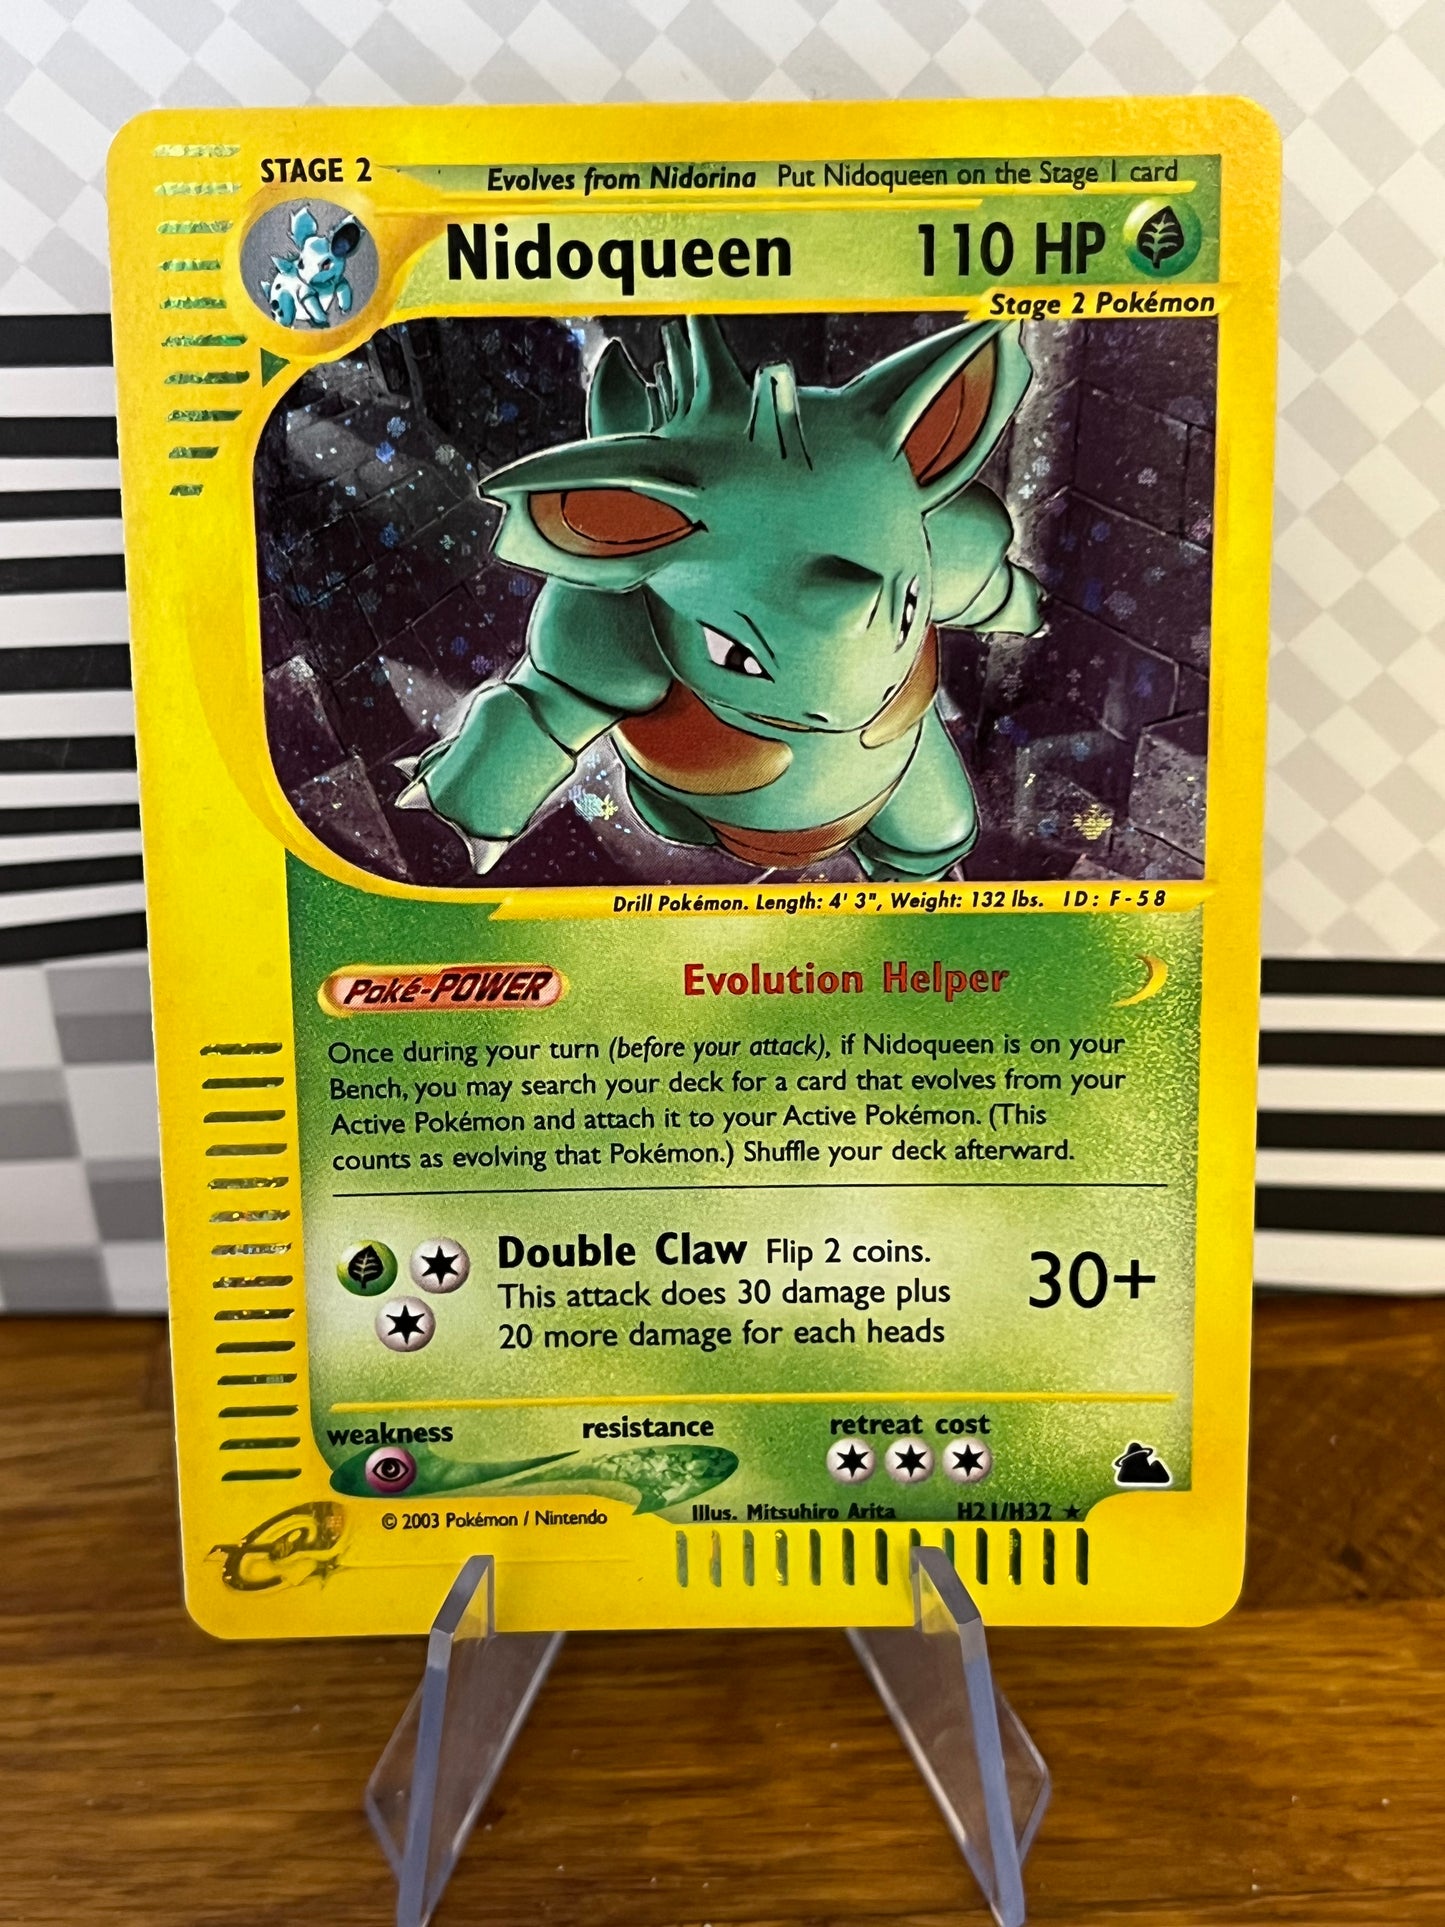 STAGE 2
Evolves from Nidorina Put Nidoqueen on the Stage 1 card
Nidoqueen 110 HP
Stage 2 Pokémon
Drill Pokémon. Length: 4' 3", Weight: 132 lbs. ID: F-58
Poké-POWER Evolution Helper
Once during your turn (before your attack), if Nidoqueen is on your
Bench, you may search your deck for a card that evolves from your
Active Pokémon and attach it to your Active Pokémon. (This
counts as evolving that Pokémon.) Shuffle your deck afterward.
Double Claw Flip 2 coins. 30+
This attack does 30 damage plus
20 more damage for each heads
weakness resistance retreat cost
© 2003 Pokémon / Nintendo Illus. Mitsuhiro Arita H21/H32 ★
e